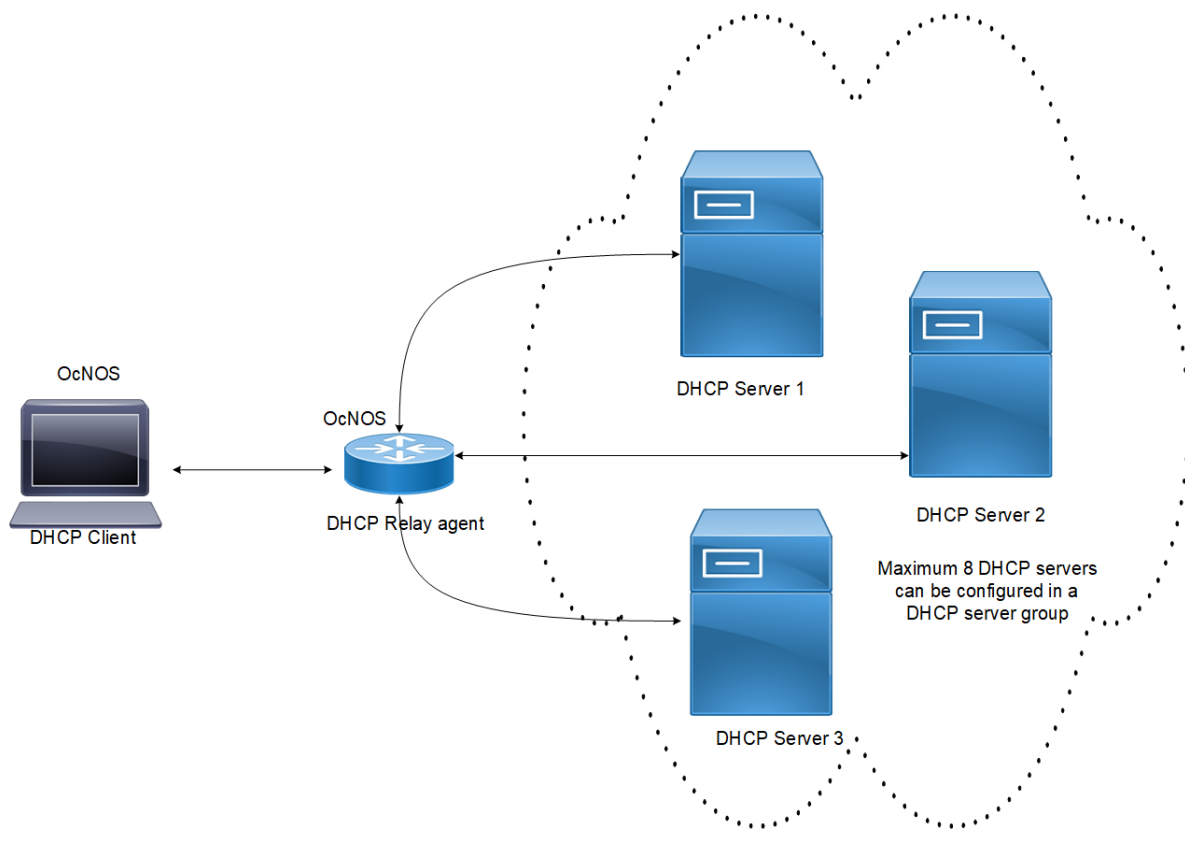 OcNOS
DHCP Client
OcNOS
DHCP Relay agent
DHCP Server 1
DHCP Server 2
Maximum 8 DHCP servers
can be configured in a
DHCP server group
DHCP Server 3